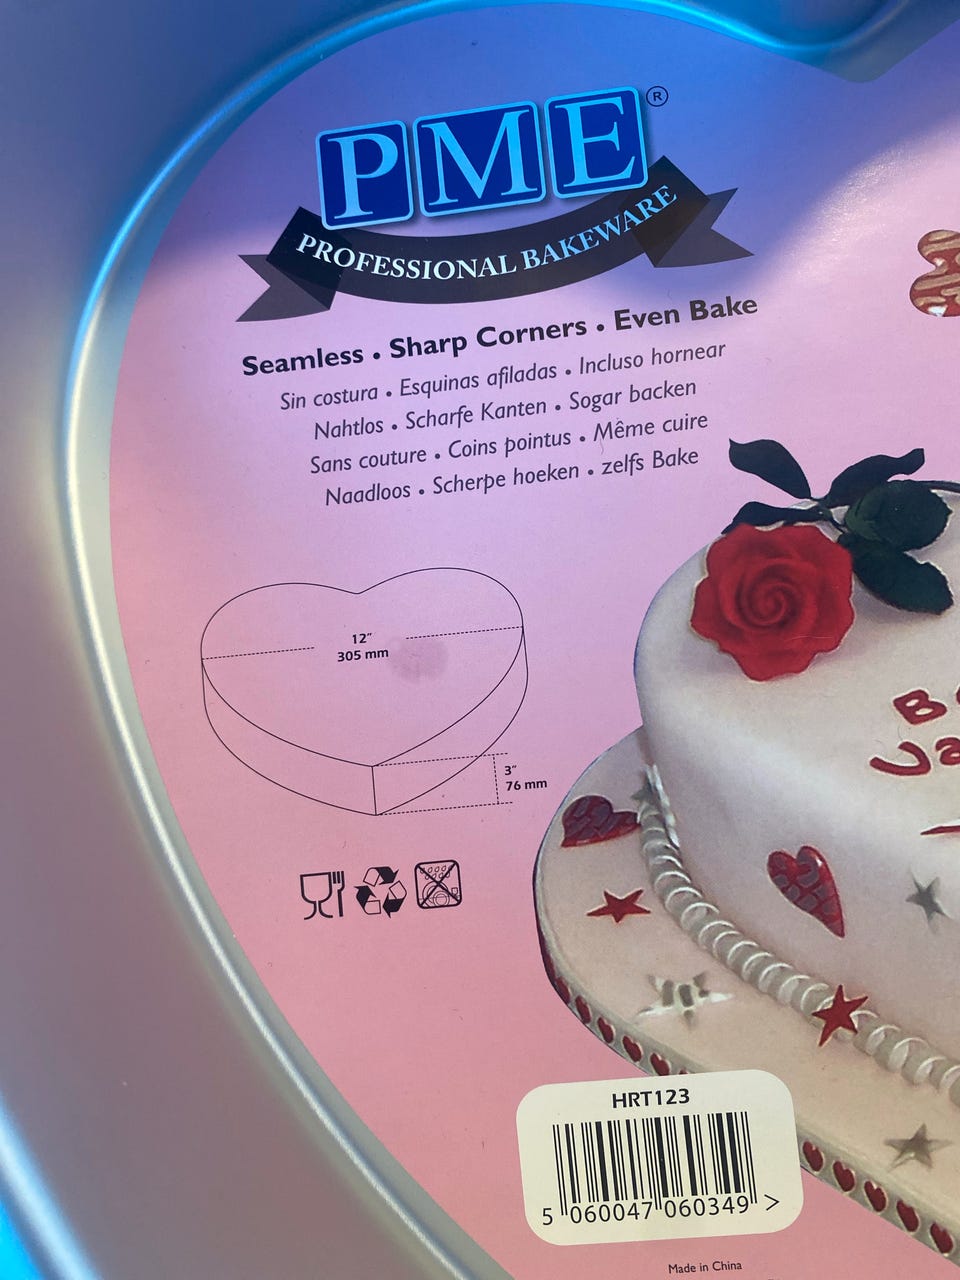 PME®
PROFESSIONAL BAKEWARE
Seamless • Sharp Corners • Even Bake
Sin costura • Esquinas afiladas • Incluso hornear
Nahtlos • Scharfe Kanten • Sogar backen
Sans couture • Coins pointus • Même cuire
Naadloos • Scherpe hoeken • zelfs Bake
12"
305 mm
3"
76 mm
HRT123
5 060047 060349 >
Made in China